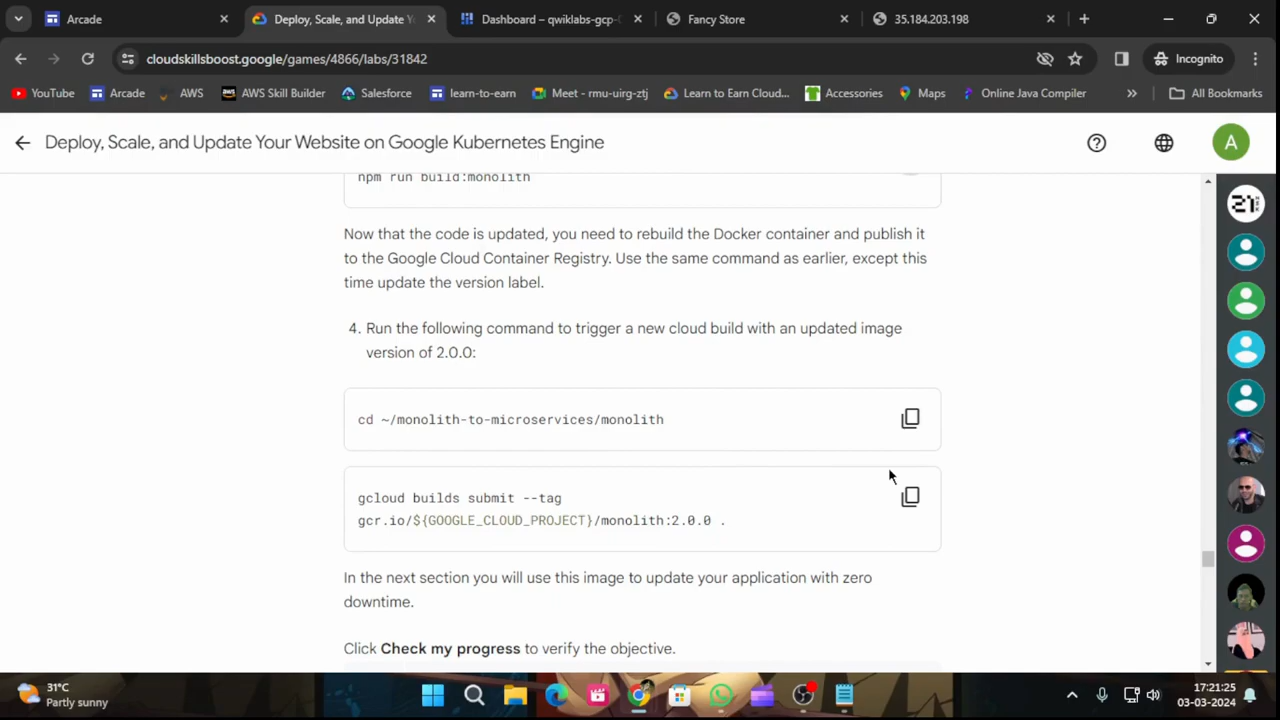 Arcade
Deploy, Scale, and Update Y
Dashboard – qwiklabs-gcp-
Fancy Store
35.184.203.198
cloudskillsboost.google/games/4866/labs/31842
Incognito
YouTube
Arcade
AWS
AWS Skill Builder
Salesforce
learn-to-earn
Meet - rmu-uirg-ztj
Learn to Earn Cloud...
Accessories
Maps
Online Java Compiler
All Bookmarks
Deploy, Scale, and Update Your Website on Google Kubernetes Engine
A
npm run build:monolith
Now that the code is updated, you need to rebuild the Docker container and publish it
to the Google Cloud Container Registry. Use the same command as earlier, except this
time update the version label.
4. Run the following command to trigger a new cloud build with an updated image
version of 2.0.0:
cd ~/monolith-to-microservices/monolith
gcloud builds submit --tag
gcr.io/${GOOGLE_CLOUD_PROJECT}/monolith:2.0.0 .
In the next section you will use this image to update your application with zero
downtime.
Click Check my progress to verify the objective.
31°C
Partly sunny
17:21:25
03-03-2024